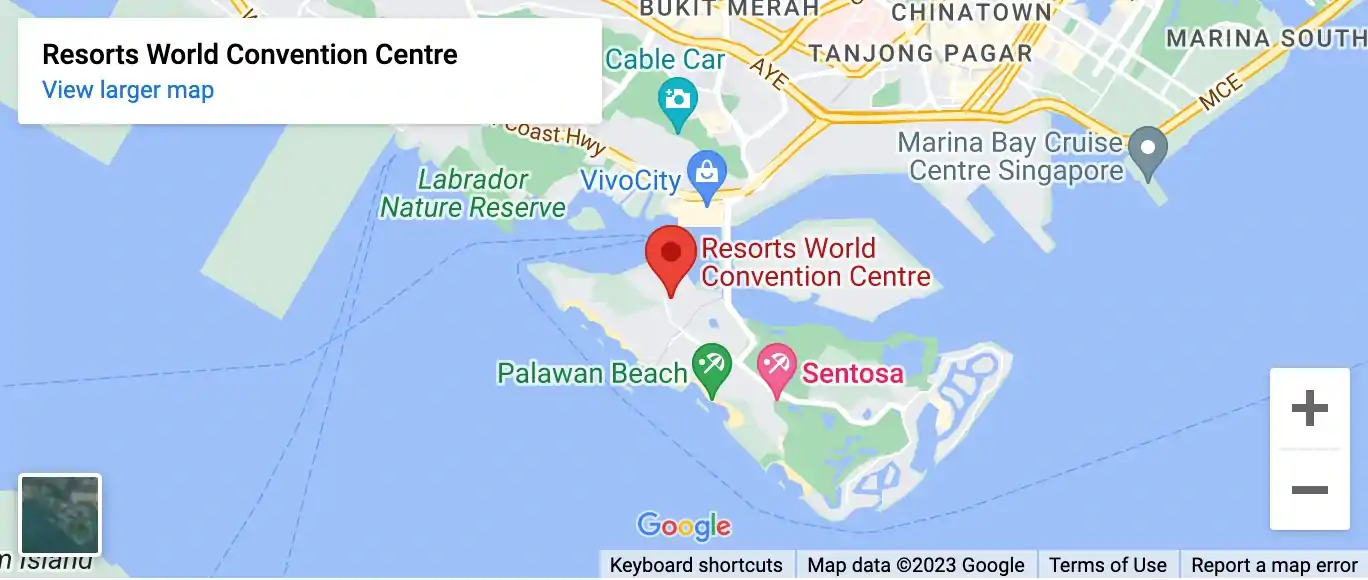 BUKIT MERAH
CHINATOWN
Resorts World Convention Centre
View larger map
Cable Car
TANJONG PAGAR
MARINA SOUTH
AYE
MCE
Coast Hwy
Marina Bay Cruise
Centre Singapore
Labrador
Nature Reserve
VivoCity
Resorts World
Convention Centre
Palawan Beach
Sentosa
Google
Island
Keyboard shortcuts
Map data ©2023 Google
Terms of Use
Report a map error